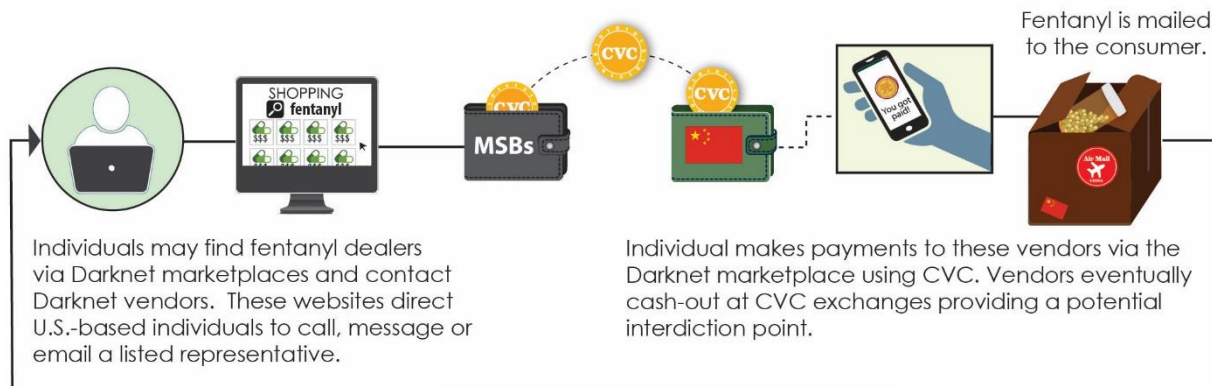 Fentanyl is mailed
to the consumer.
SHOPPING
fentanyl
$$$ $$$ $$$ $$$
CVC
CVC
CVC
MSBs
You got
paid!
Air Mail
Individuals may find fentanyl dealers
via Darknet marketplaces and contact
Darknet vendors. These websites direct
U.S.-based individuals to call, message or
email a listed representative.
Individual makes payments to these vendors via the
Darknet marketplace using CVC. Vendors eventually
cash-out at CVC exchanges providing a potential
interdiction point.